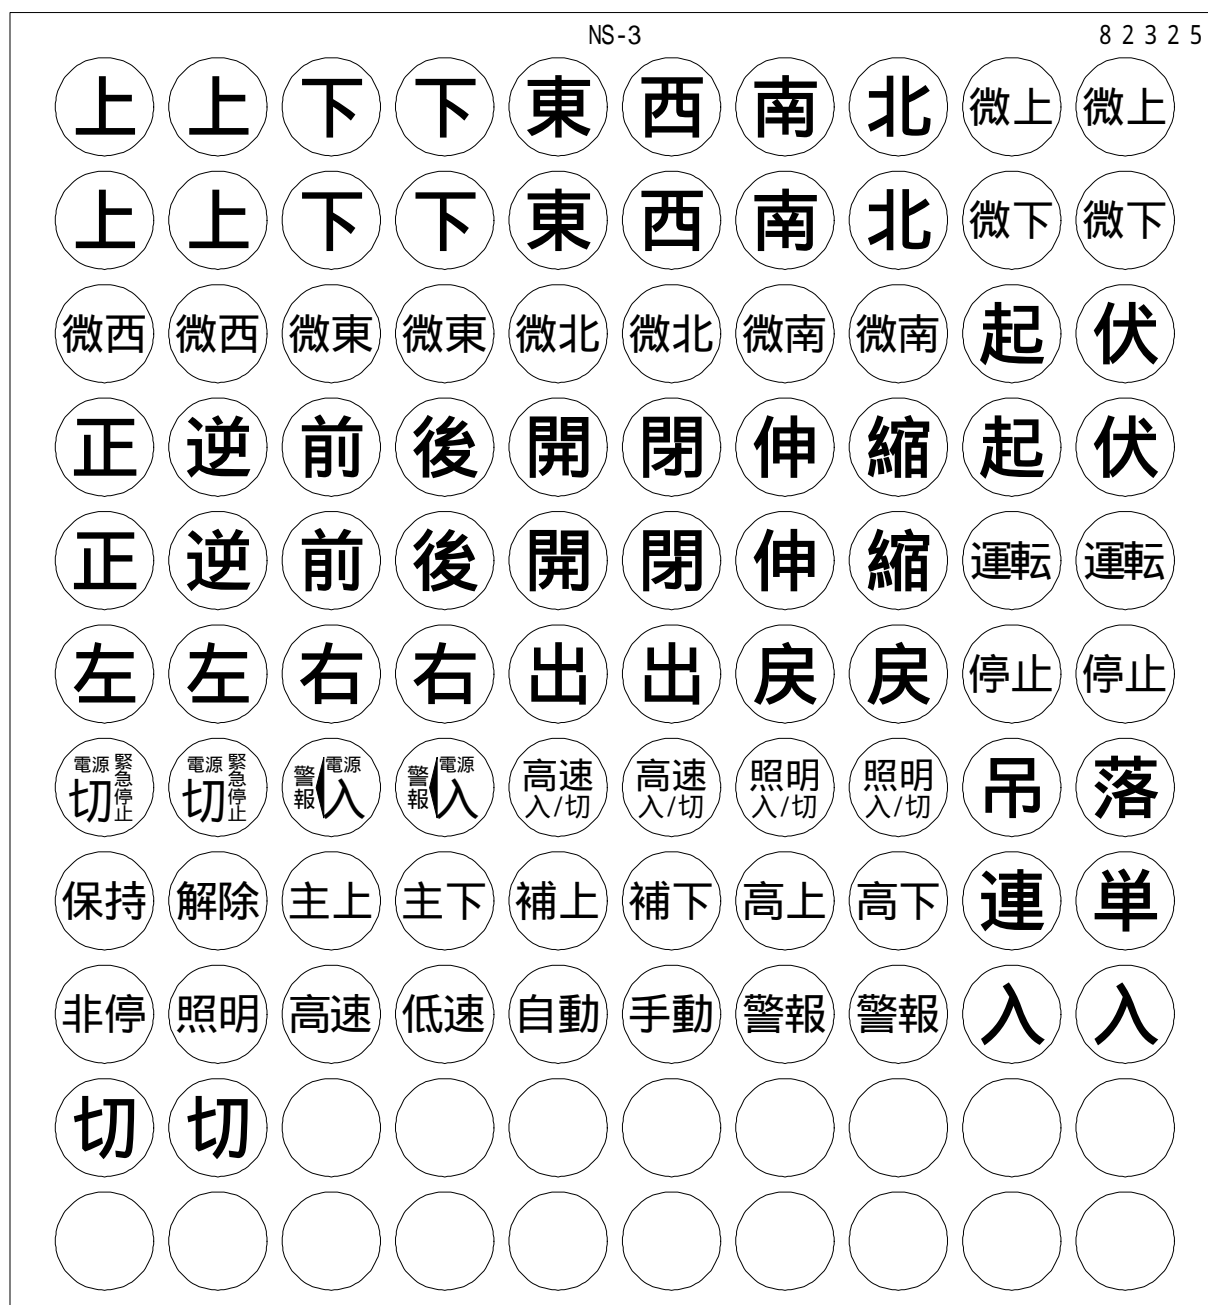 NS-3 82325
上 上 下 下 東 西 南 北 微上 微上
上 上 下 下 東 西 南 北 微下 微下
微西 微西 微東 微東 微北 微北 微南 微南 起 伏
正 逆 前 後 開 閉 伸 縮 起 伏
正 逆 前 後 開 閉 伸 縮 運転 運転
左 左 右 右 出 出 戻 戻 停止 停止
電源切 緊急停止 電源切 緊急停止 警報 電源入 警報 電源入 高速入/切 高速入/切 照明入/切 照明入/切 吊 落
保持 解除 主上 主下 補上 補下 高上 高下 連 単
非停 照明 高速 低速 自動 手動 警報 警報 入 入
切 切